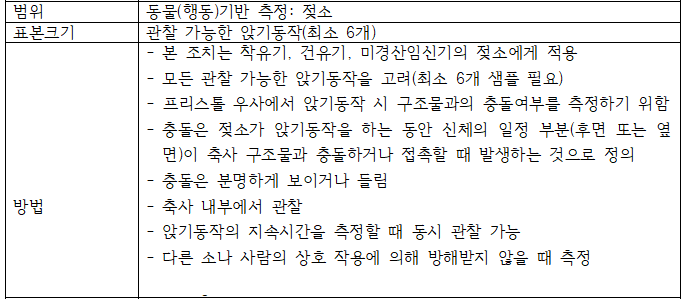 범위 동물(행동)기반 측정: 젖소
표본크기 관찰 가능한 앉기동작(최소 6개)
- 본 조치는 착유기, 건유기, 미경산임신기의 젖소에게 적용
- 모든 관찰 가능한 앉기동작을 고려(최소 6개 샘플 필요)
- 프리스톨 우사에서 앉기동작 시 구조물과의 충돌여부를 측정하기 위함
- 충돌은 젖소가 앉기동작을 하는 동안 신체의 일정 부분(후면 또는 옆
면)이 축사 구조물과 충돌하거나 접촉할 때 발생하는 것으로 정의
- 충돌은 분명하게 보이거나 들림
방법
- 축사 내부에서 관찰
- 앉기동작의 지속시간을 측정할 때 동시 관찰 가능
- 다른 소나 사람의 상호 작용에 의해 방해받지 않을 때 측정
-